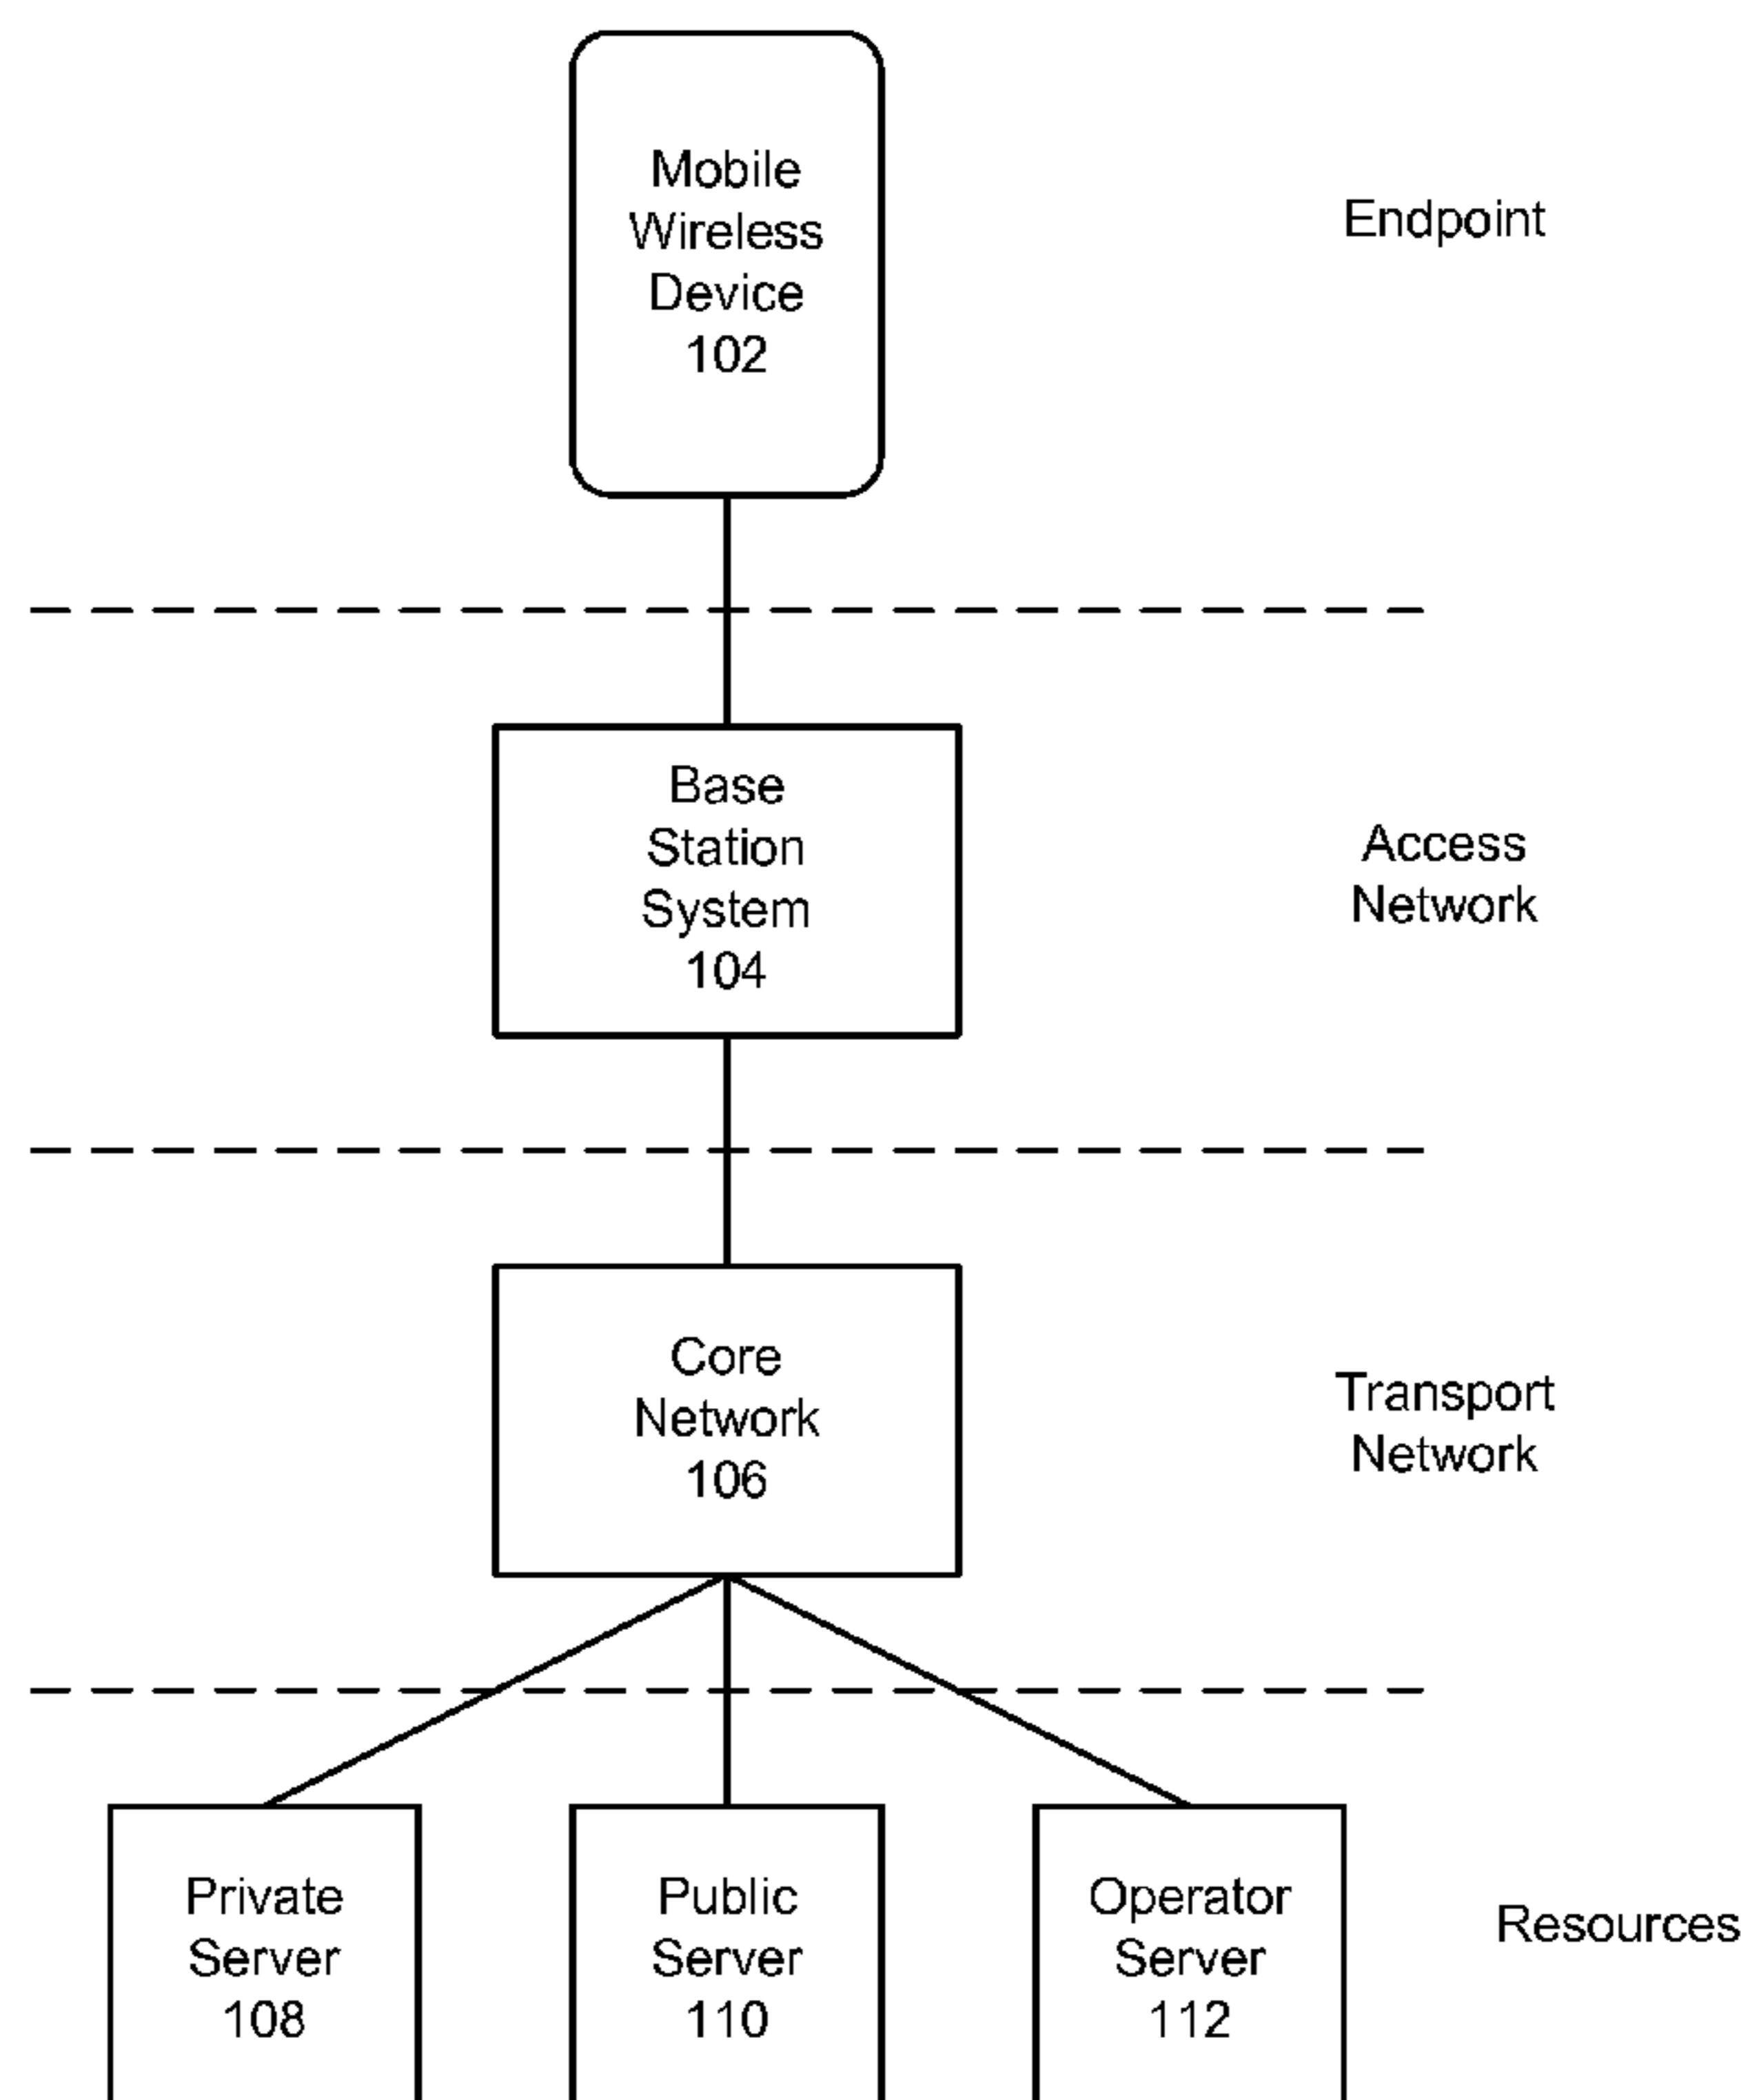 Mobile
Wireless
Device
102
Endpoint
Base
Station
System
104
Access
Network
Core
Network
106
Transport
Network
Private
Server
108
Public
Server
110
Operator
Server
112
Resources